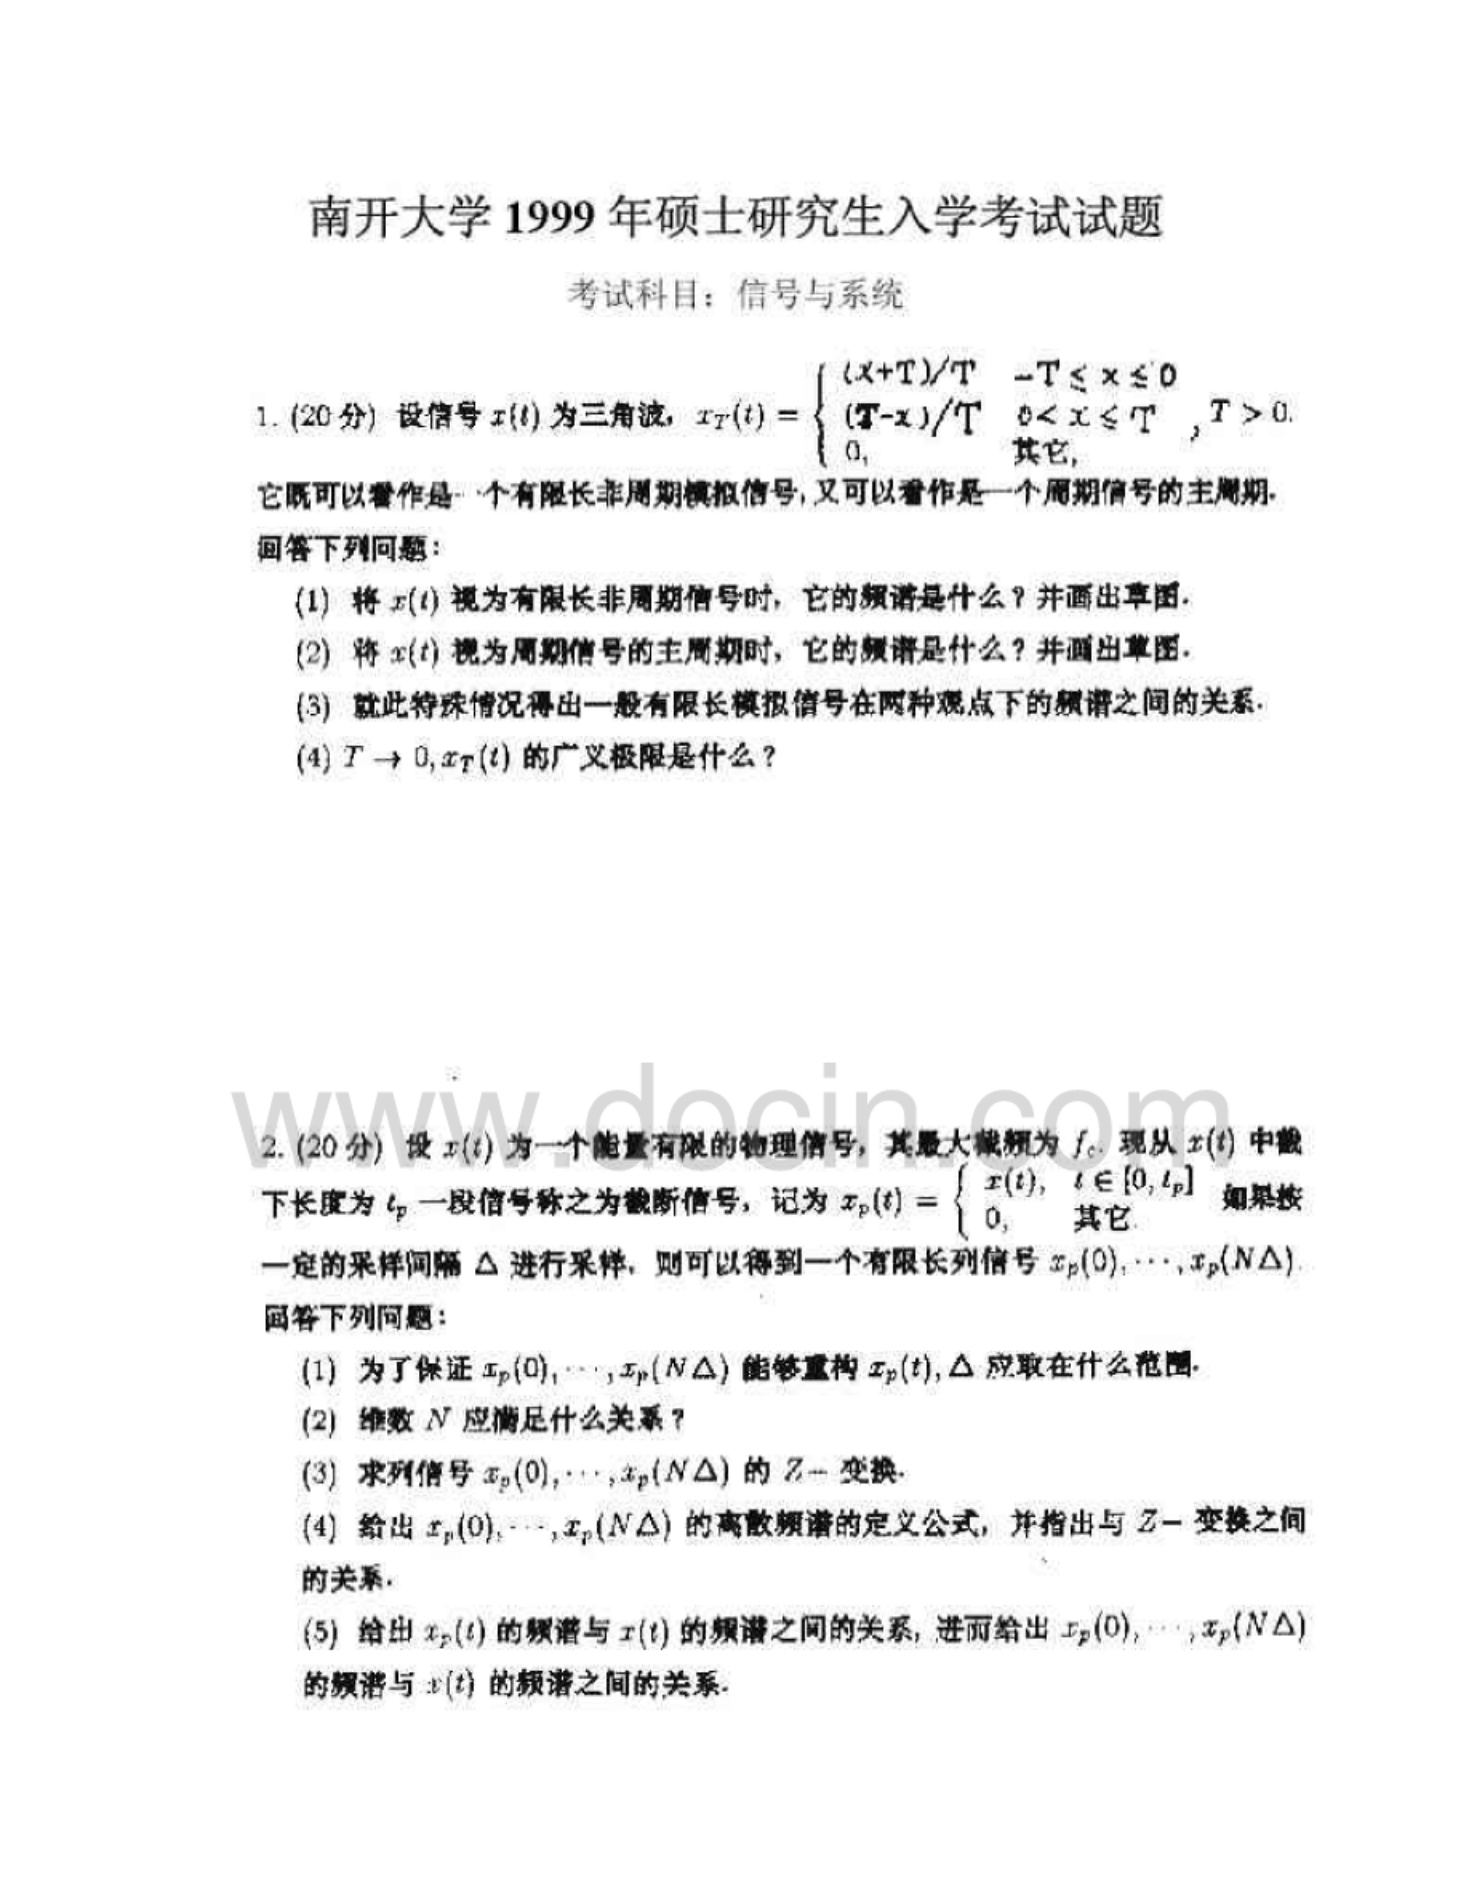 南开大学 1999 年硕士研究生入学考试试题
考试科目：信号与系统
(x+T)/T   -T ≤ x ≤ 0
1. (20 分) 设信号 x(t) 为三角波，x_T(t) = { (T-x)/T   0 < x ≤ T , T > 0.
0,   其它,
它既可以看作是一个有限长非周期模拟信号, 又可以看作是一个周期信号的主周期.
回答下列问题：
(1) 将 x(t) 视为有限长非周期信号时，它的频谱是什么？并画出草图.
(2) 将 x(t) 视为周期信号的主周期时，它的频谱是什么？并画出草图.
(3) 就此特殊情况得出一般有限长模拟信号在两种观点下的频谱之间的关系.
(4) T → 0, x_T(t) 的广义极限是什么？
www.docin.com
2. (20 分) 设 x(t) 为一个能量有限的物理信号，其最大截频为 f_c. 现从 x(t) 中截
下长度为 t_p 一段信号称之为截断信号，记为 x_p(t) = { x(t), t ∈ [0, t_p]   0, 其它. 如果按
一定的采样间隔 △ 进行采样，则可以得到一个有限长列信号 x_p(0), ···, x_p(N△).
回答下列问题：
(1) 为了保证 x_p(0), ···, x_p(N△) 能够重构 x_p(t), △ 应取在什么范围.
(2) 维数 N 应满足什么关系？
(3) 求列信号 x_p(0), ···, x_p(N△) 的 Z- 变换.
(4) 给出 x_p(0), ···, x_p(N△) 的离散频谱的定义公式，并指出与 Z- 变换之间
的关系.
(5) 给出 x_p(t) 的频谱与 x(t) 的频谱之间的关系, 进而给出 x_p(0), ···, x_p(N△)
的频谱与 x(t) 的频谱之间的关系.